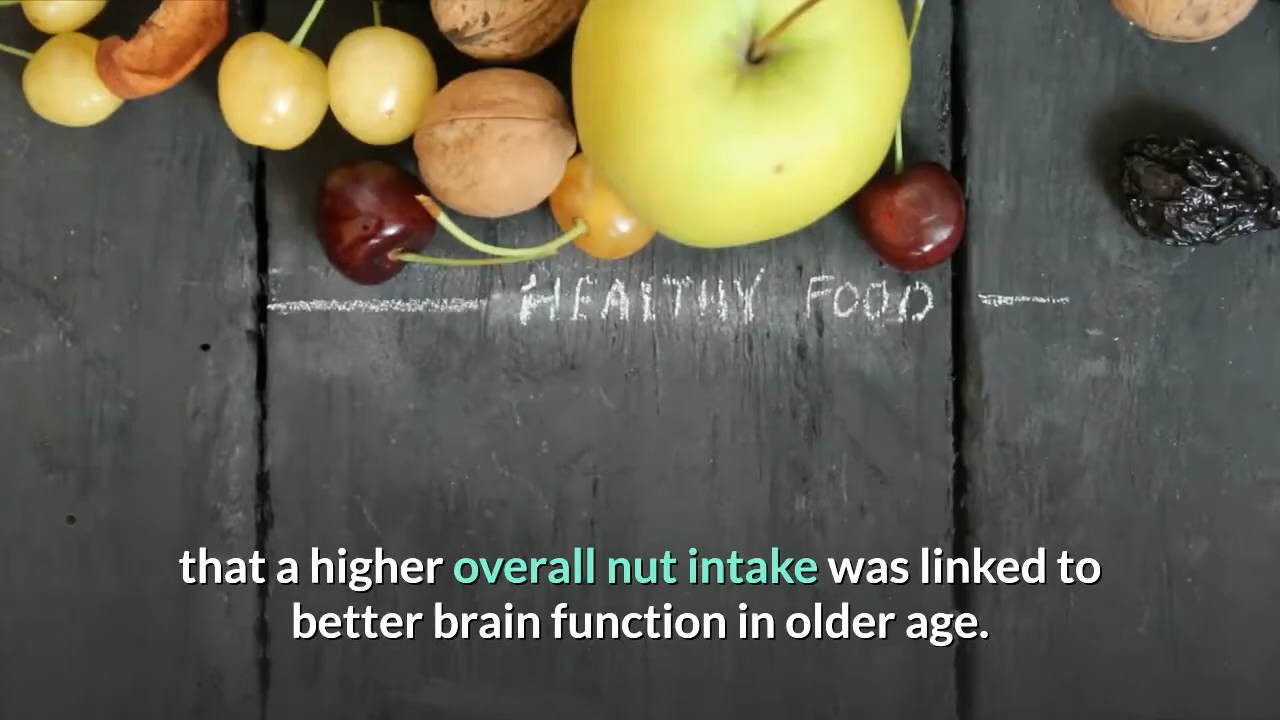 HEALTHY FOOD
that a higher overall nut intake was linked to
better brain function in older age.